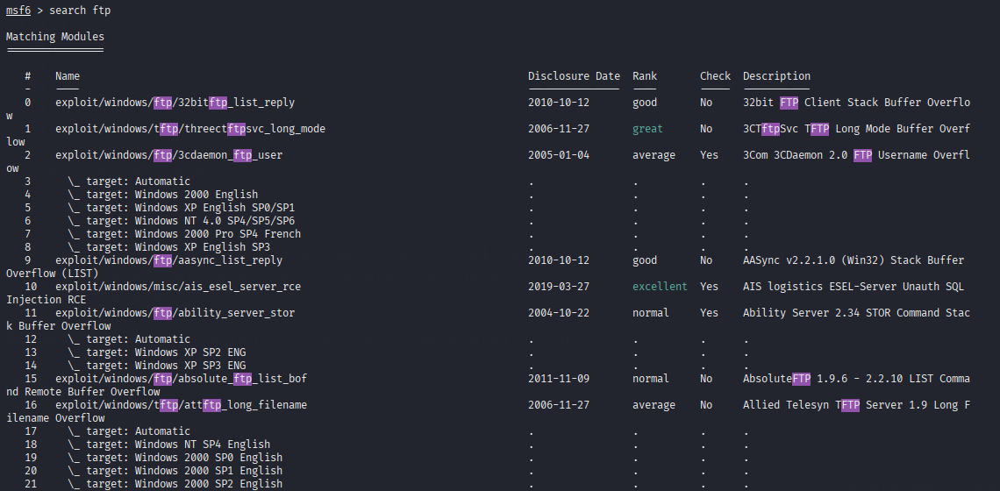 msf6 > search ftp
Matching Modules
================
# Name Disclosure Date Rank Check Description
- ---- --------------- ---- ----- -----------
0 exploit/windows/ftp/32bitftp_list_reply 2010-10-12 good No 32bit FTP Client Stack Buffer Overflo
w
1 exploit/windows/tftp/threectftpsvc_long_mode 2006-11-27 great No 3CTftpSvc TFTP Long Mode Buffer Overf
low
2 exploit/windows/ftp/3cdaemon_ftp_user 2005-01-04 average Yes 3Com 3CDaemon 2.0 FTP Username Overfl
ow
3 \_ target: Automatic . . . .
4 \_ target: Windows 2000 English . . . .
5 \_ target: Windows XP English SP0/SP1 . . . .
6 \_ target: Windows NT 4.0 SP4/SP5/SP6 . . . .
7 \_ target: Windows 2000 Pro SP4 French . . . .
8 \_ target: Windows XP English SP3 . . . .
9 exploit/windows/ftp/aasync_list_reply 2010-10-12 good No AASync v2.2.1.0 (Win32) Stack Buffer
Overflow (LIST)
10 exploit/windows/misc/ais_esel_server_rce 2019-03-27 excellent Yes AIS logistics ESEL-Server Unauth SQL
Injection RCE
11 exploit/windows/ftp/ability_server_stor 2004-10-22 normal Yes Ability Server 2.34 STOR Command Stac
k Buffer Overflow
12 \_ target: Automatic . . . .
13 \_ target: Windows XP SP2 ENG . . . .
14 \_ target: Windows XP SP3 ENG . . . .
15 exploit/windows/ftp/absolute_ftp_list_bof 2011-11-09 normal No AbsoluteFTP 1.9.6 - 2.2.10 LIST Comma
nd Remote Buffer Overflow
16 exploit/windows/tftp/attftp_long_filename 2006-11-27 average No Allied Telesyn TFTP Server 1.9 Long F
ilename Overflow
17 \_ target: Automatic . . . .
18 \_ target: Windows NT SP4 English . . . .
19 \_ target: Windows 2000 SP0 English . . . .
20 \_ target: Windows 2000 SP1 English . . . .
21 \_ target: Windows 2000 SP2 English . . . .